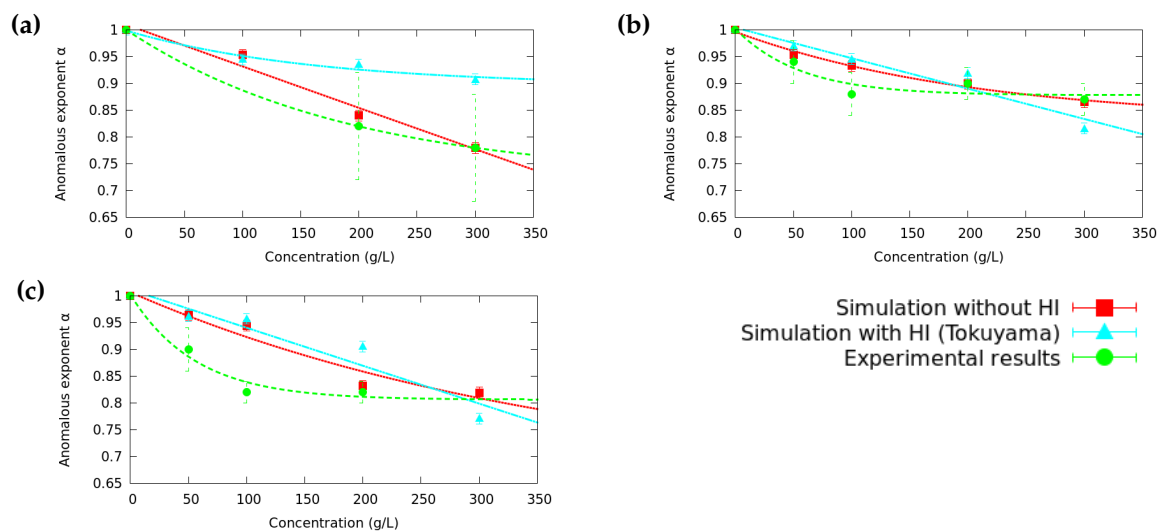 (a)
1
0.95
0.9
0.85
0.8
0.75
0.7
0.65
Anomalous exponent α
0 50 100 150 200 250 300 350
Concentration (g/L)
(b)
1
0.95
0.9
0.85
0.8
0.75
0.7
0.65
Anomalous exponent α
0 50 100 150 200 250 300 350
Concentration (g/L)
(c)
1
0.95
0.9
0.85
0.8
0.75
0.7
0.65
Anomalous exponent α
0 50 100 150 200 250 300 350
Concentration (g/L)
Simulation without HI
Simulation with HI (Tokuyama)
Experimental results